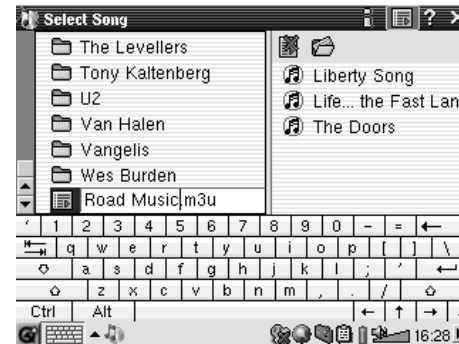 Select Song
?
The Levellers
Tony Kaltenberg
U2
Van Halen
Vangelis
Wes Burden
Road Music.m3u
Liberty Song
Life... the Fast Lan
The Doors
´ 1 2 3 4 5 6 7 8 9 0 - = ←
q w e r t y u i o p [ ] \
a s d f g h j k l ; ′
z x c v b n m , . /
Ctrl Alt ← ↑ →
16:28